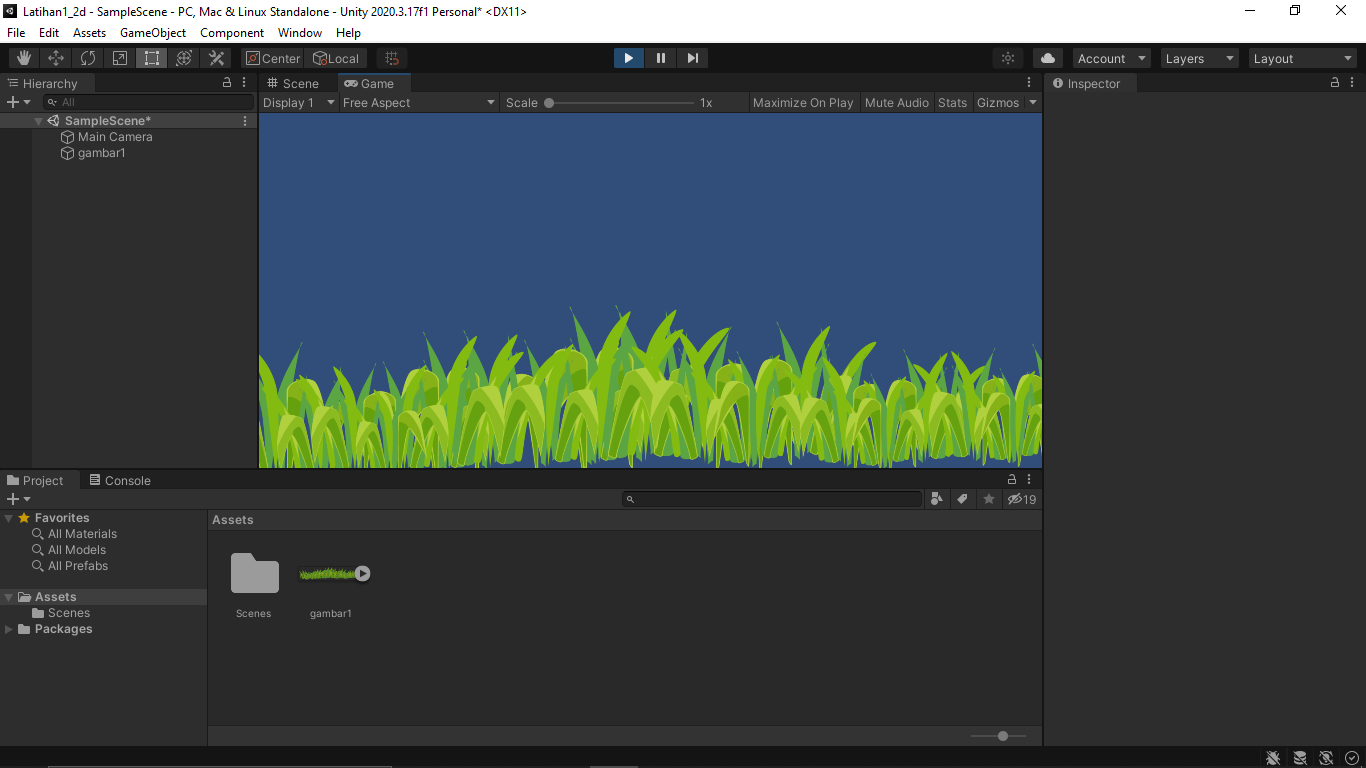 Latihan1_2d - SampleScene - PC, Mac & Linux Standalone - Unity 2020.3.17f1 Personal* <DX11>
File Edit Assets GameObject Component Window Help
Center Local Account Layers Layout
Hierarchy
All
SampleScene*
Main Camera
gambar1
Scene Game
Display 1 Free Aspect Scale 1x Maximize On Play Mute Audio Stats Gizmos
Inspector
Project Console
19
Favorites
All Materials
All Models
All Prefabs
Assets
Scenes
Packages
Assets
Scenes gambar1